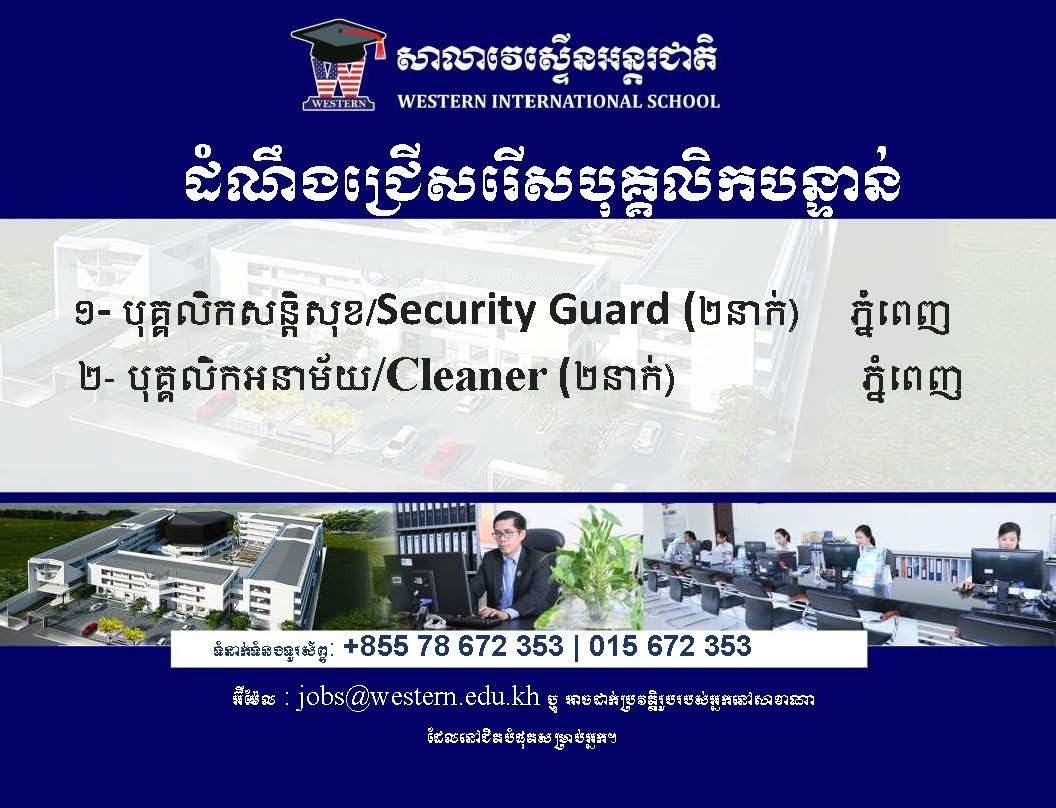 សាលាវេស្ទើនអន្តរជាតិ
WESTERN INTERNATIONAL SCHOOL
WESTERN
ដំណឹងជ្រើសរើសបុគ្គលិកបន្ទាន់
១- បុគ្គលិកសន្តិសុខ/Security Guard (២នាក់) ភ្នំពេញ
២- បុគ្គលិកអនាម័យ/Cleaner (២នាក់) ភ្នំពេញ
ទំនាក់ទំនងទូរស័ព្ទ: +855 78 672 353 | 015 672 353
អ៊ីម៉ែល : jobs@western.edu.kh ឬ អាចដាក់ប្រវត្តិរូបរបស់អ្នកនៅសាខាណា
ដែលនៅជិតបំផុតសម្រាប់អ្នក។